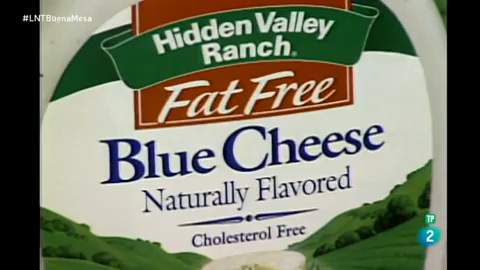 #LNTBuenaMesa
Hidden Valley
Ranch®
Fat Free
Blue Cheese
Naturally Flavored
Cholesterol Free
TP
2